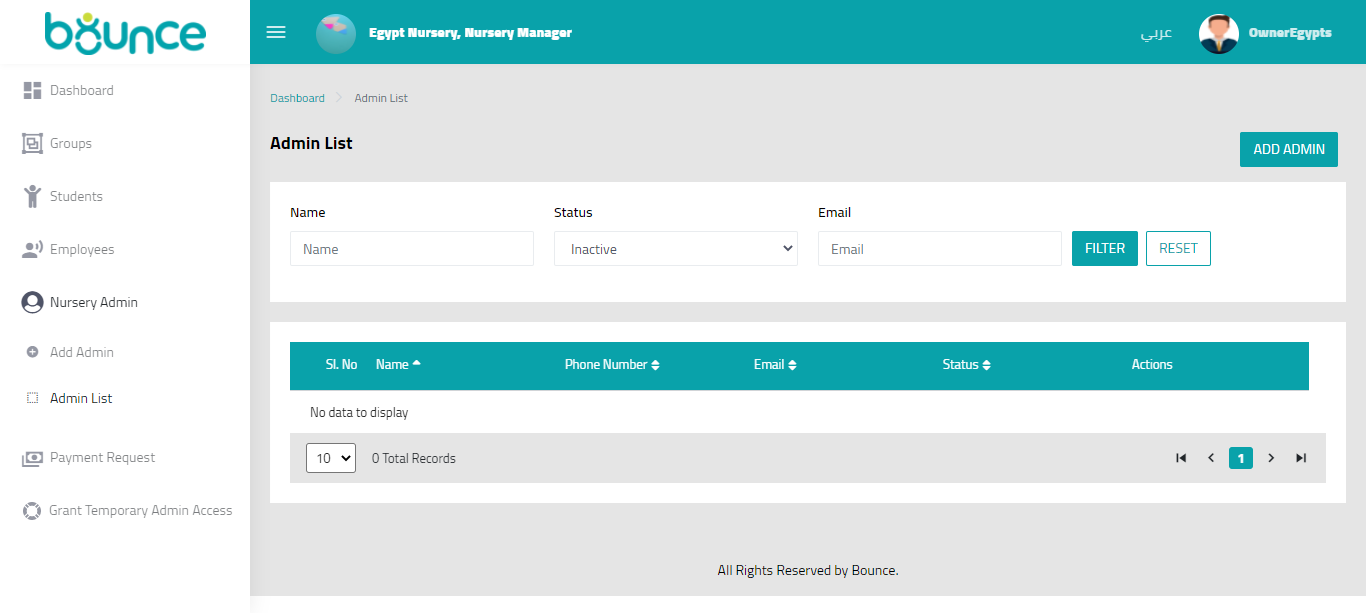 bounce
Egypt Nursery, Nursery Manager
عربي
OwnerEgypts
Dashboard
Groups
Students
Employees
Nursery Admin
Add Admin
Admin List
Payment Request
Grant Temporary Admin Access
Dashboard > Admin List
Admin List
ADD ADMIN
Name Status Email
Name Inactive Email FILTER RESET
Sl. No Name Phone Number Email Status Actions
No data to display
10 0 Total Records 1
All Rights Reserved by Bounce.